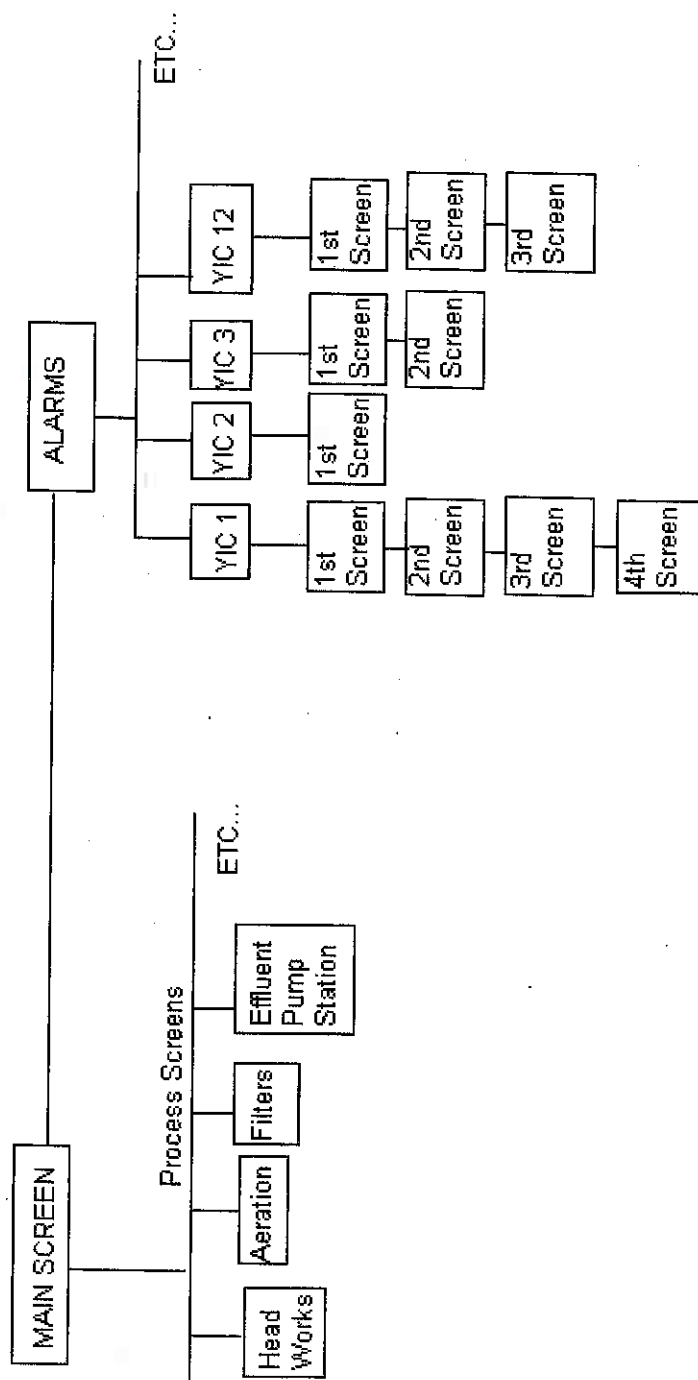 MAIN SCREEN
Process Screens
Head
Works
Aeration
Filters
Effluent
Pump
Station
ETC...
ALARMS
YIC 1
1st
Screen
2nd
Screen
3rd
Screen
4th
Screen
YIC 2
1st
Screen
YIC 3
1st
Screen
2nd
Screen
YIC 12
1st
Screen
2nd
Screen
3rd
Screen
ETC...